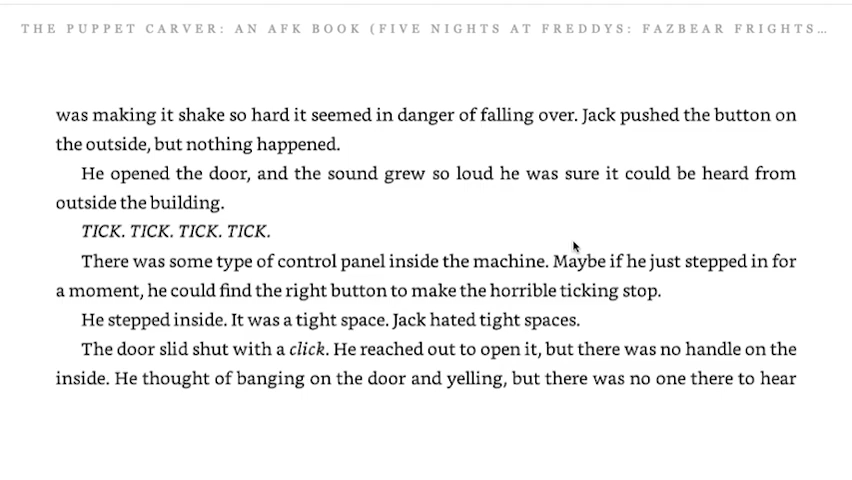 THE PUPPET CARVER: AN AFK BOOK (FIVE NIGHTS AT FREDDYS: FAZBEAR FRIGHTS…
was making it shake so hard it seemed in danger of falling over. Jack pushed the button on
the outside, but nothing happened.
He opened the door, and the sound grew so loud he was sure it could be heard from
outside the building.
TICK. TICK. TICK. TICK.
There was some type of control panel inside the machine. Maybe if he just stepped in for
a moment, he could find the right button to make the horrible ticking stop.
He stepped inside. It was a tight space. Jack hated tight spaces.
The door slid shut with a click. He reached out to open it, but there was no handle on the
inside. He thought of banging on the door and yelling, but there was no one there to hear